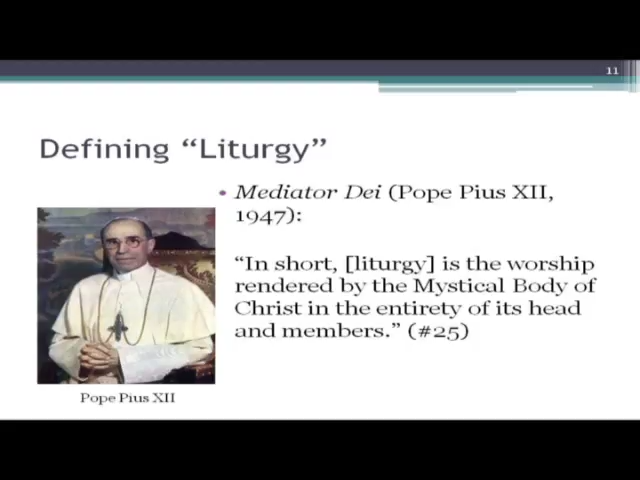 11
Defining “Liturgy”
• Mediator Dei (Pope Pius XII,
1947):
“In short, [liturgy] is the worship
rendered by the Mystical Body of
Christ in the entirety of its head
and members.” (#25)
Pope Pius XII